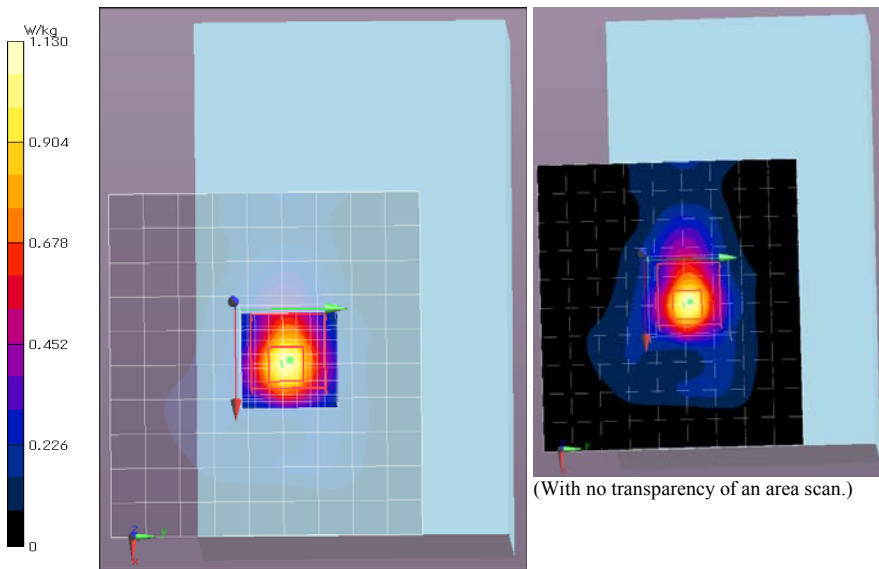 W/kg
1.130
0.904
0.678
0.452
0.226
0
z
y
x
y
(With no transparency of an area scan.)